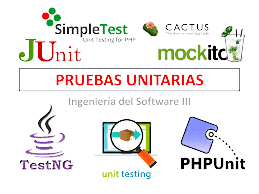 SimpleTest
Unit Testing for PHP
CACTUS
JUnit
mockito
PRUEBAS UNITARIAS
Ingeniería del Software III
TestNG
unit testing
PHPUnit